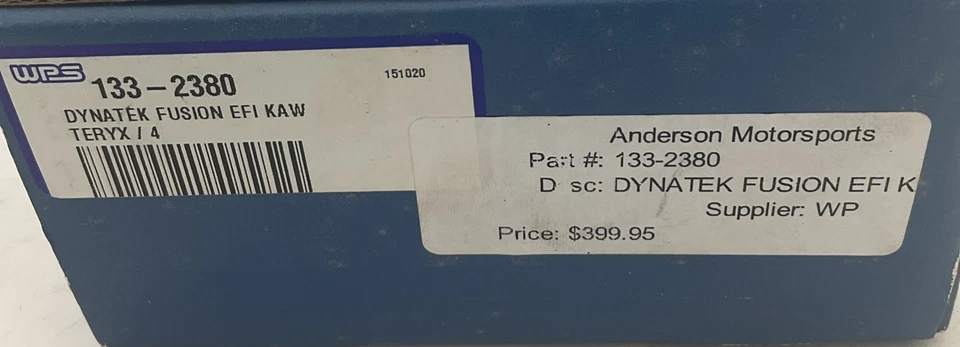 WPS 133-2380 151020
DYNATEK FUSION EFI KAW
TERYX / 4
Anderson Motorsports
Part #: 133-2380
D sc: DYNATEK FUSION EFI K
Supplier: WP
Price: $399.95